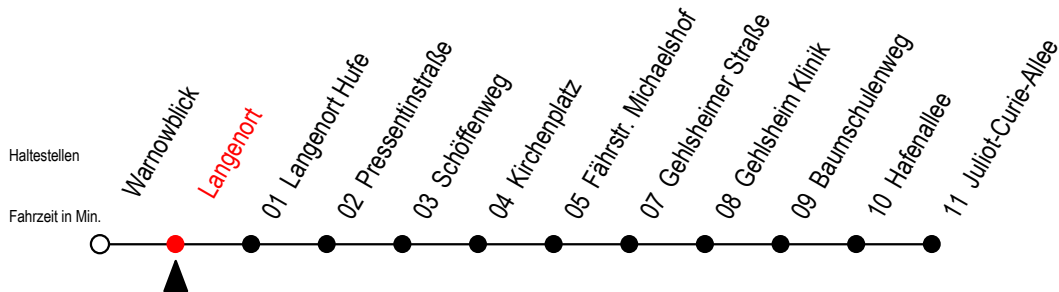 Haltestellen
Fahrzeit in Min.
Warnowblick
Langenort
01 Langenort Hufe
02 Pressentinstraße
03 Schöffenweg
04 Kirchenplatz
05 Fährstr. Michaelshof
07 Gehlsheimer Straße
08 Gehlsheim Klinik
09 Baumschulenweg
10 Hafenallee
11 Juliot-Curie-Allee